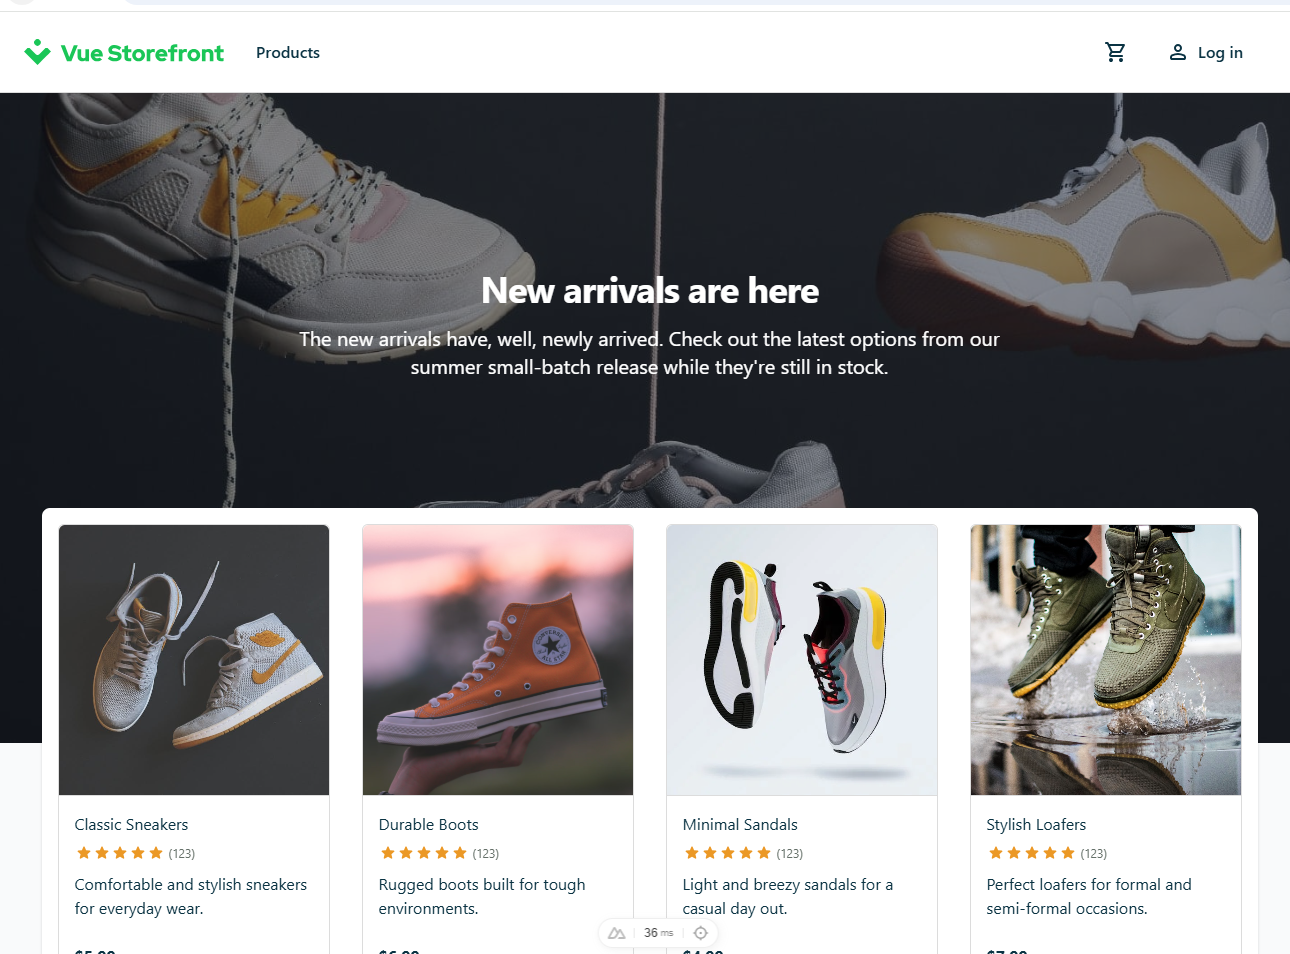 Vue Storefront
Products
Log in
New arrivals are here
The new arrivals have, well, newly arrived. Check out the latest options from our
summer small-batch release while they're still in stock.
CONVERSE
ALL STAR
Classic Sneakers
(123)
Comfortable and stylish sneakers
for everyday wear.
Durable Boots
(123)
Rugged boots built for tough
environments.
Minimal Sandals
(123)
Light and breezy sandals for a
casual day out.
Stylish Loafers
(123)
Perfect loafers for formal and
semi-formal occasions.
36 ms